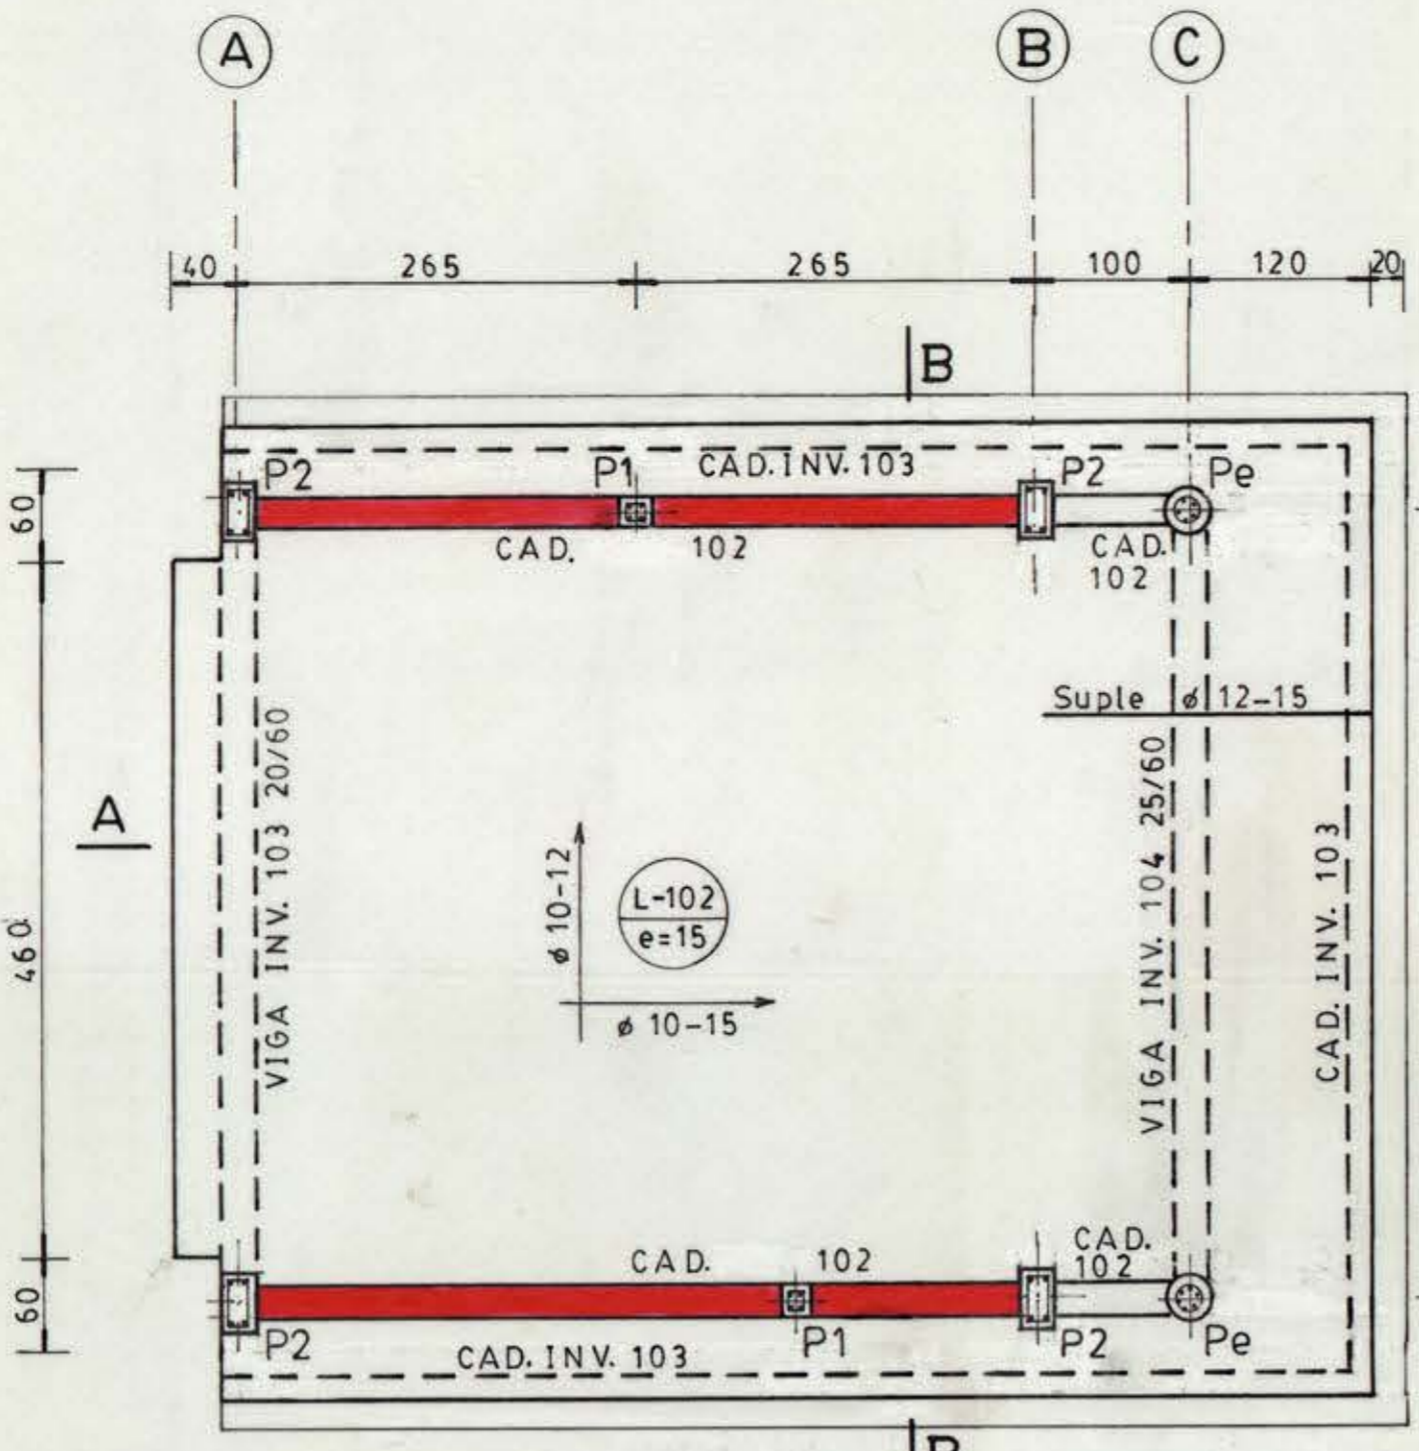 A B C
40 265 265 100 120 20
B
P2 P1 CAD. INV. 103 P2 Pe
60
CAD. 102 CAD.
102
Suple ø 12-15
VIGA INV. 103 20/60
VIGA INV. 104 25/60
CAD. INV. 103
A
460
ø 10-12
L-102
e=15
ø 10-15
CAD. 102 CAD.
102
60
P2 P1 P2 Pe
CAD. INV. 103
B